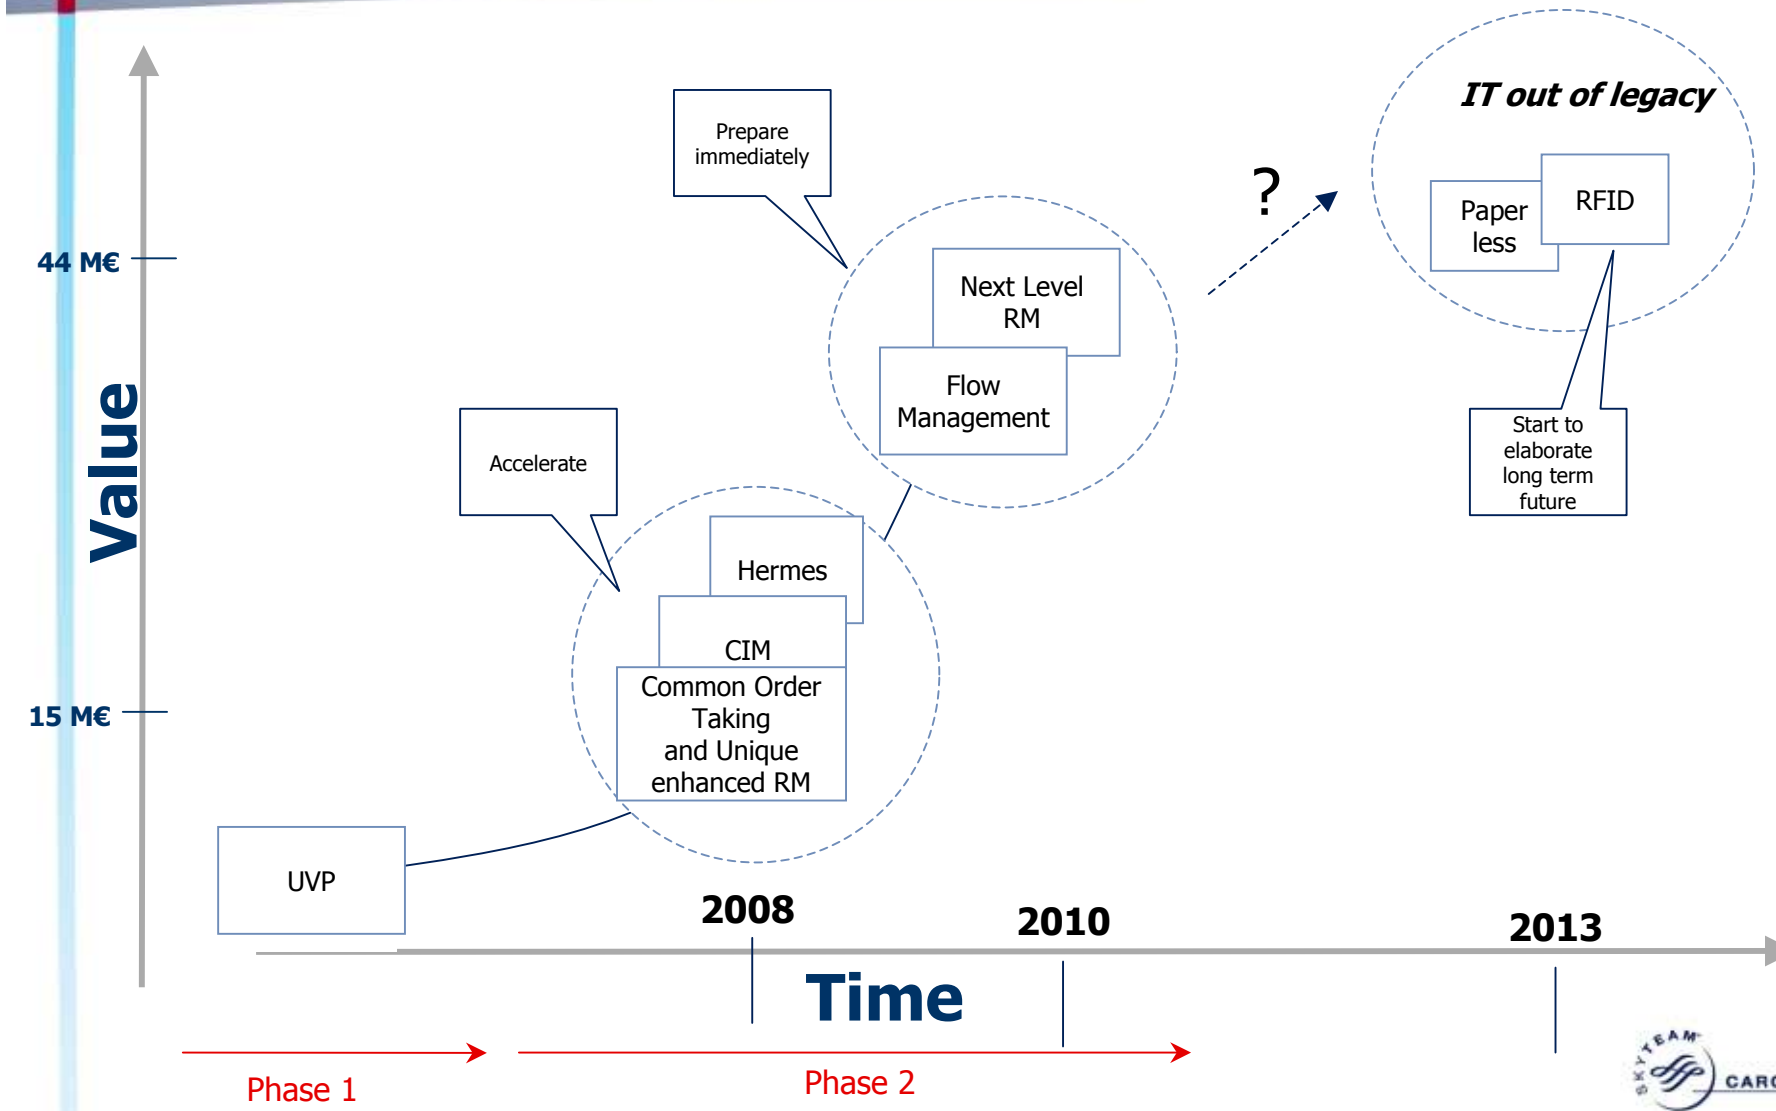 IT out of legacy
Prepare
immediately
?
Paper
less
RFID
44 M€
Next Level
RM
Flow
Management
Value
Accelerate
Start to
elaborate
long term
future
Hermes
CIM
15 M€
Common Order
Taking
and Unique
enhanced RM
UVP
2008
2010
2013
Time
Phase 1
Phase 2
SKYTEAM
CARG